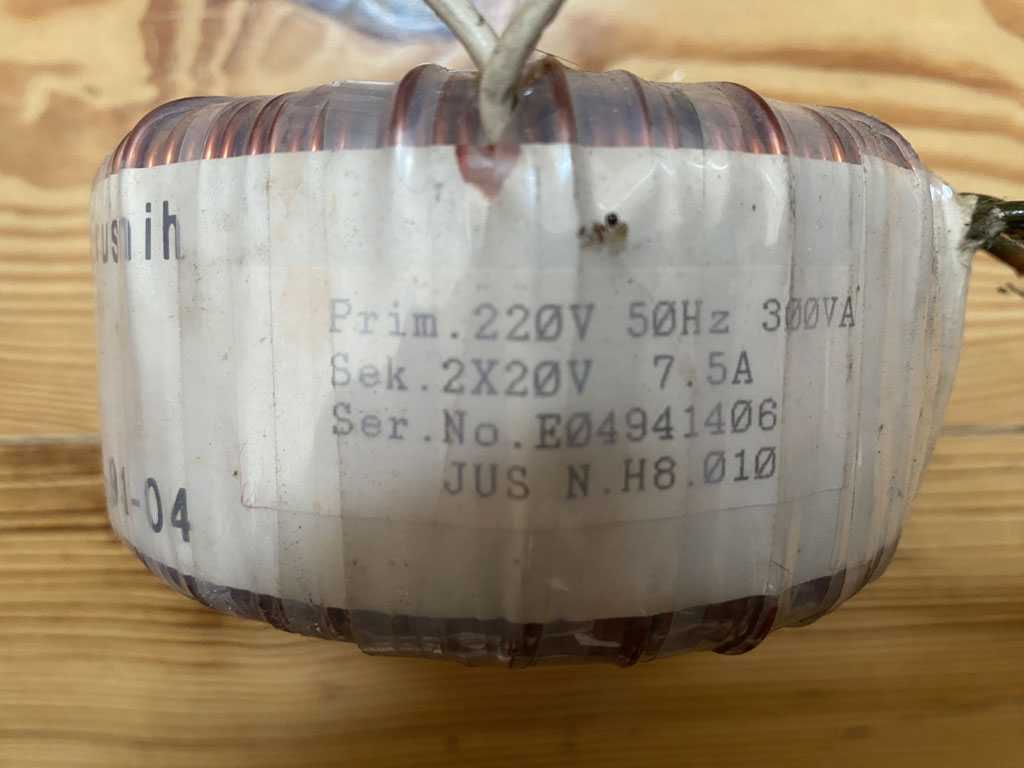 Prim.220V 50Hz 300VA
Sek.2X20V 7.5A
Ser.No.E04941406
JUS N.H8.010